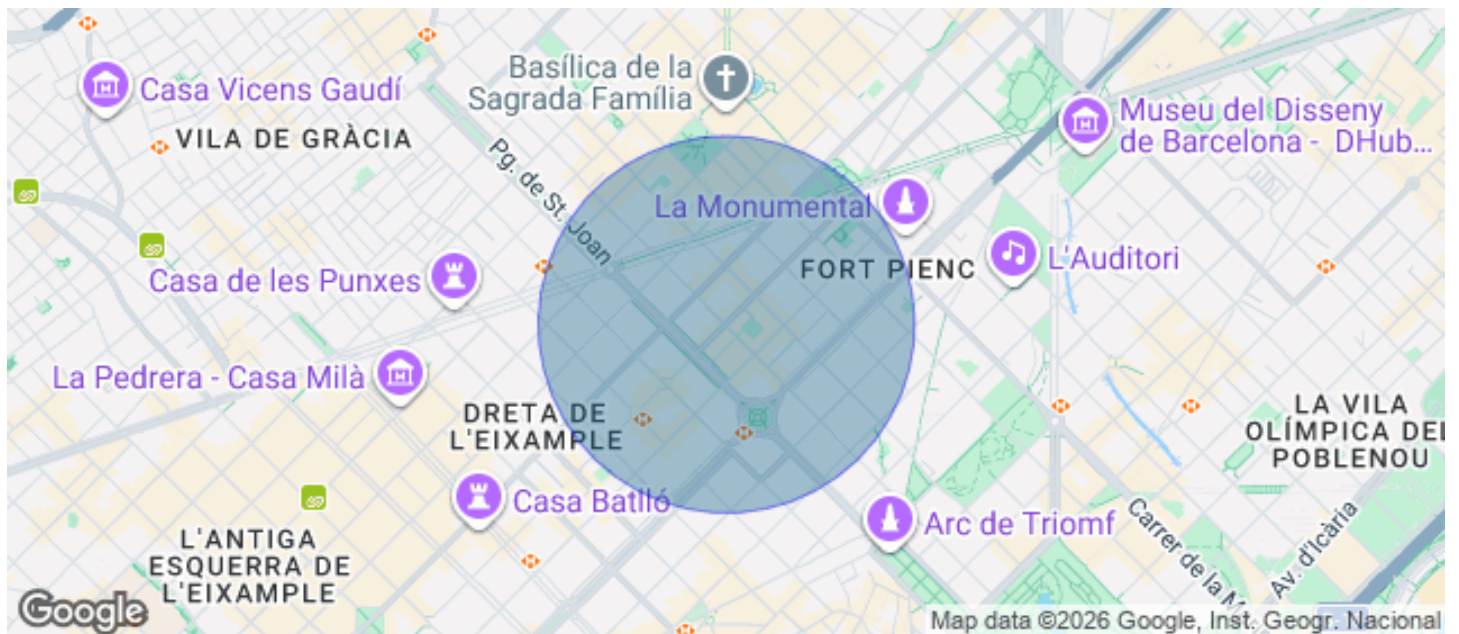 Basílica de la
Sagrada Família
Casa Vicens Gaudí
VILA DE GRÀCIA
Museu del Disseny
de Barcelona - DHub...
Pg. de St. Joan
La Monumental
FORT PIENC
L'Auditori
Casa de les Punxes
La Pedrera - Casa Milà
DRETA DE
L'EIXAMPLE
LA VILA
OLÍMPICA DEL
POBLENOU
Casa Batlló
Arc de Triomf
Carrer de la M
Av. d'Icària
L'ANTIGA
ESQUERRA DE
L'EIXAMPLE
Google
Map data ©2026 Google, Inst. Geogr. Nacional